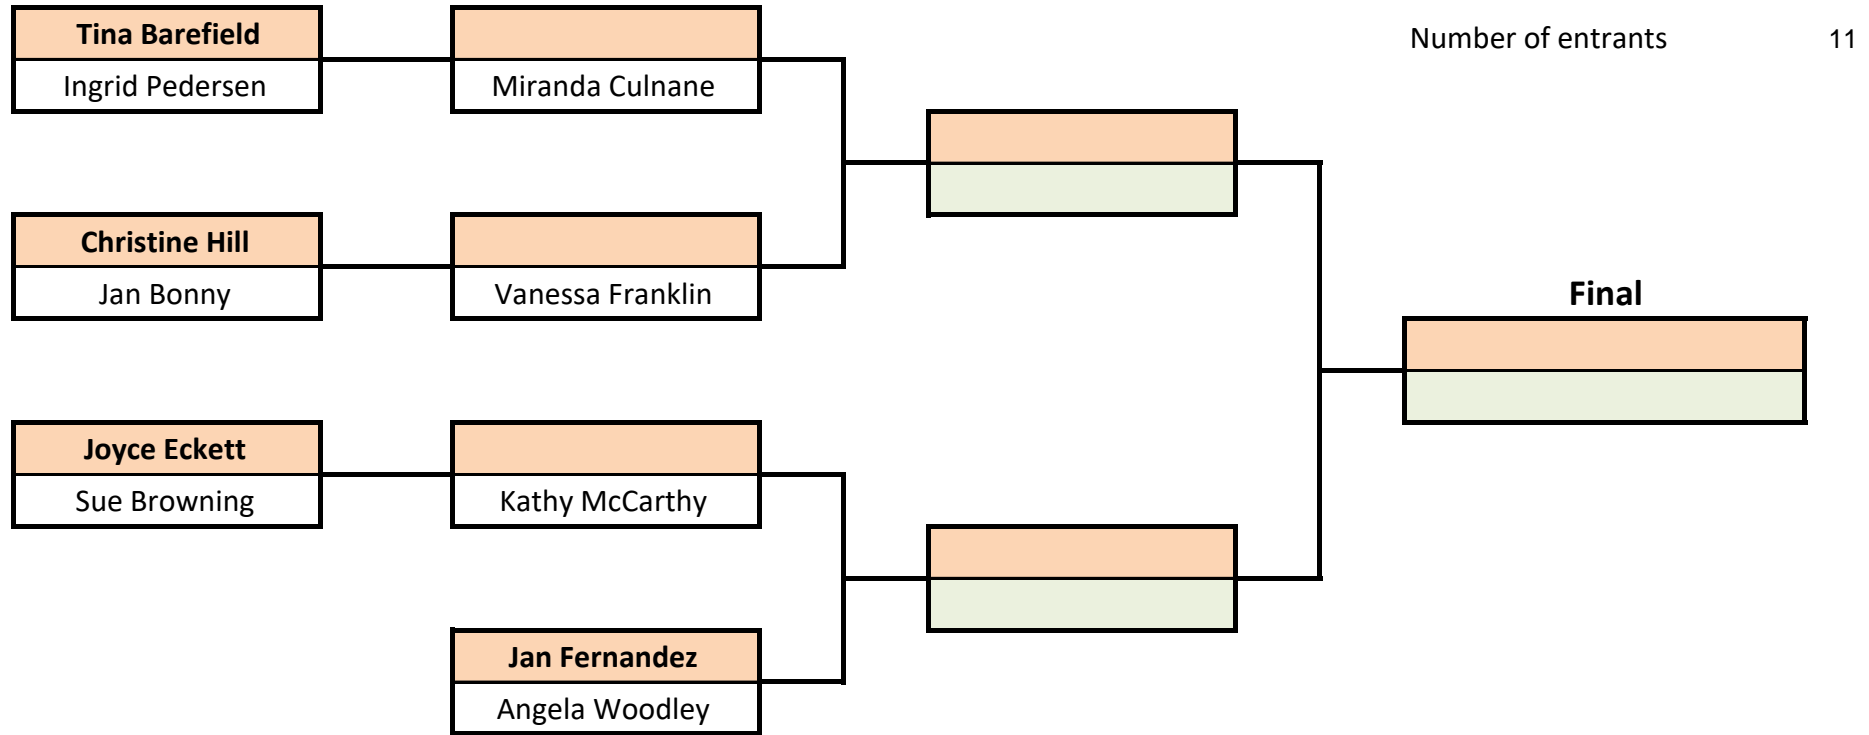 Tina Barefield
Number of entrants 11
Ingrid Pedersen
Miranda Culnane
Christine Hill
Jan Bonny
Vanessa Franklin
Final
Joyce Eckett
Sue Browning
Kathy McCarthy
Jan Fernandez
Angela Woodley